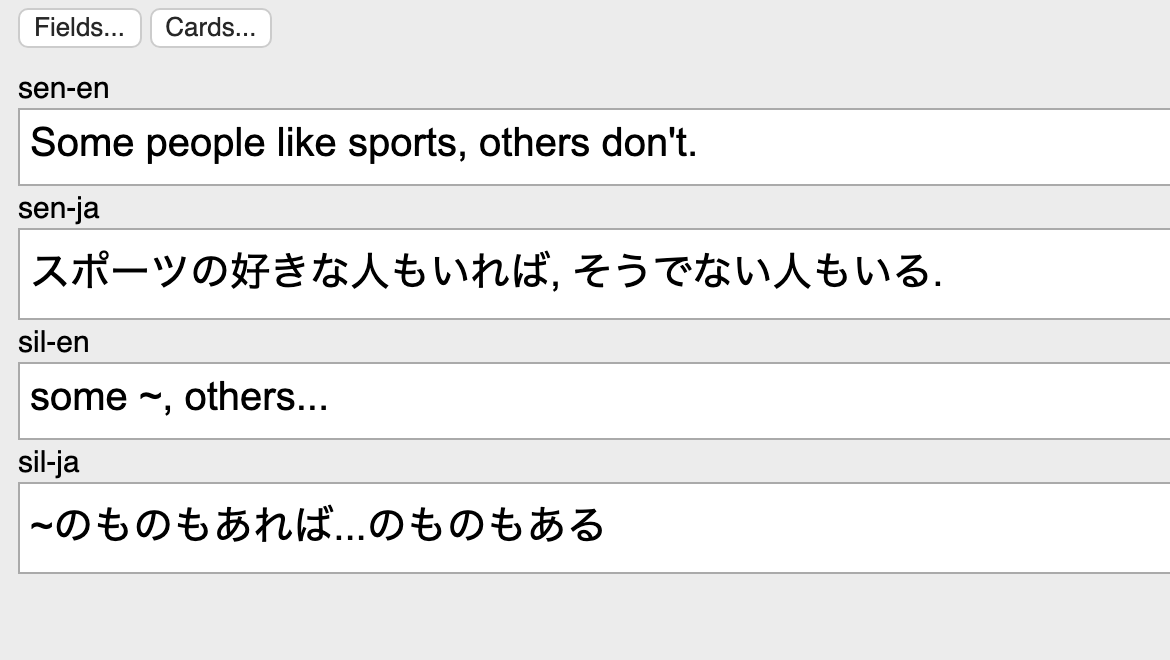 Fields...
Cards...
sen-en
Some people like sports, others don't.
sen-ja
スポーツの好きな人もいれば, そうでない人もいる.
sil-en
some ~, others...
sil-ja
~のものもあれば...のものもある